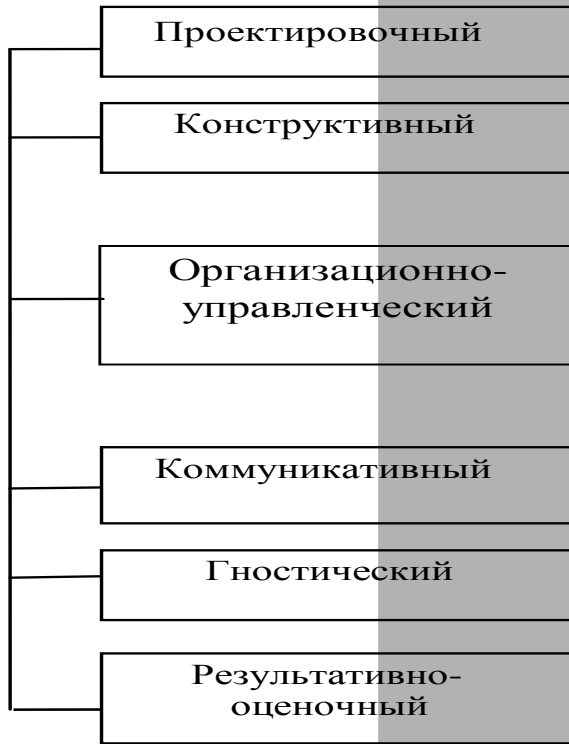 Проектировочный
Конструктивный
Организационно-
управленческий
Коммуникативный
Гностический
Результативно-
оценочный